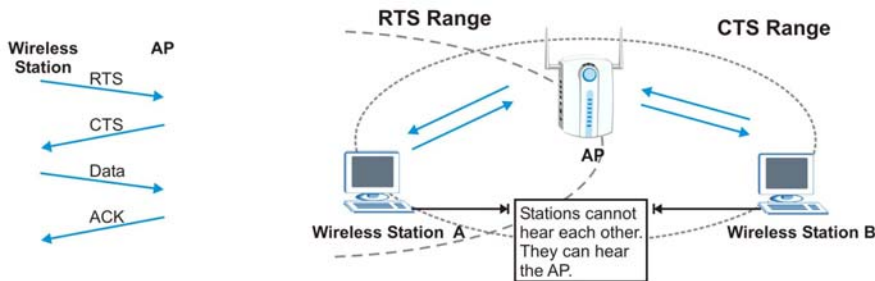 Wireless
Station
AP
RTS
CTS
Data
ACK
RTS Range
CTS Range
AP
Wireless Station A
Stations cannot
hear each other.
They can hear
the AP.
Wireless Station B